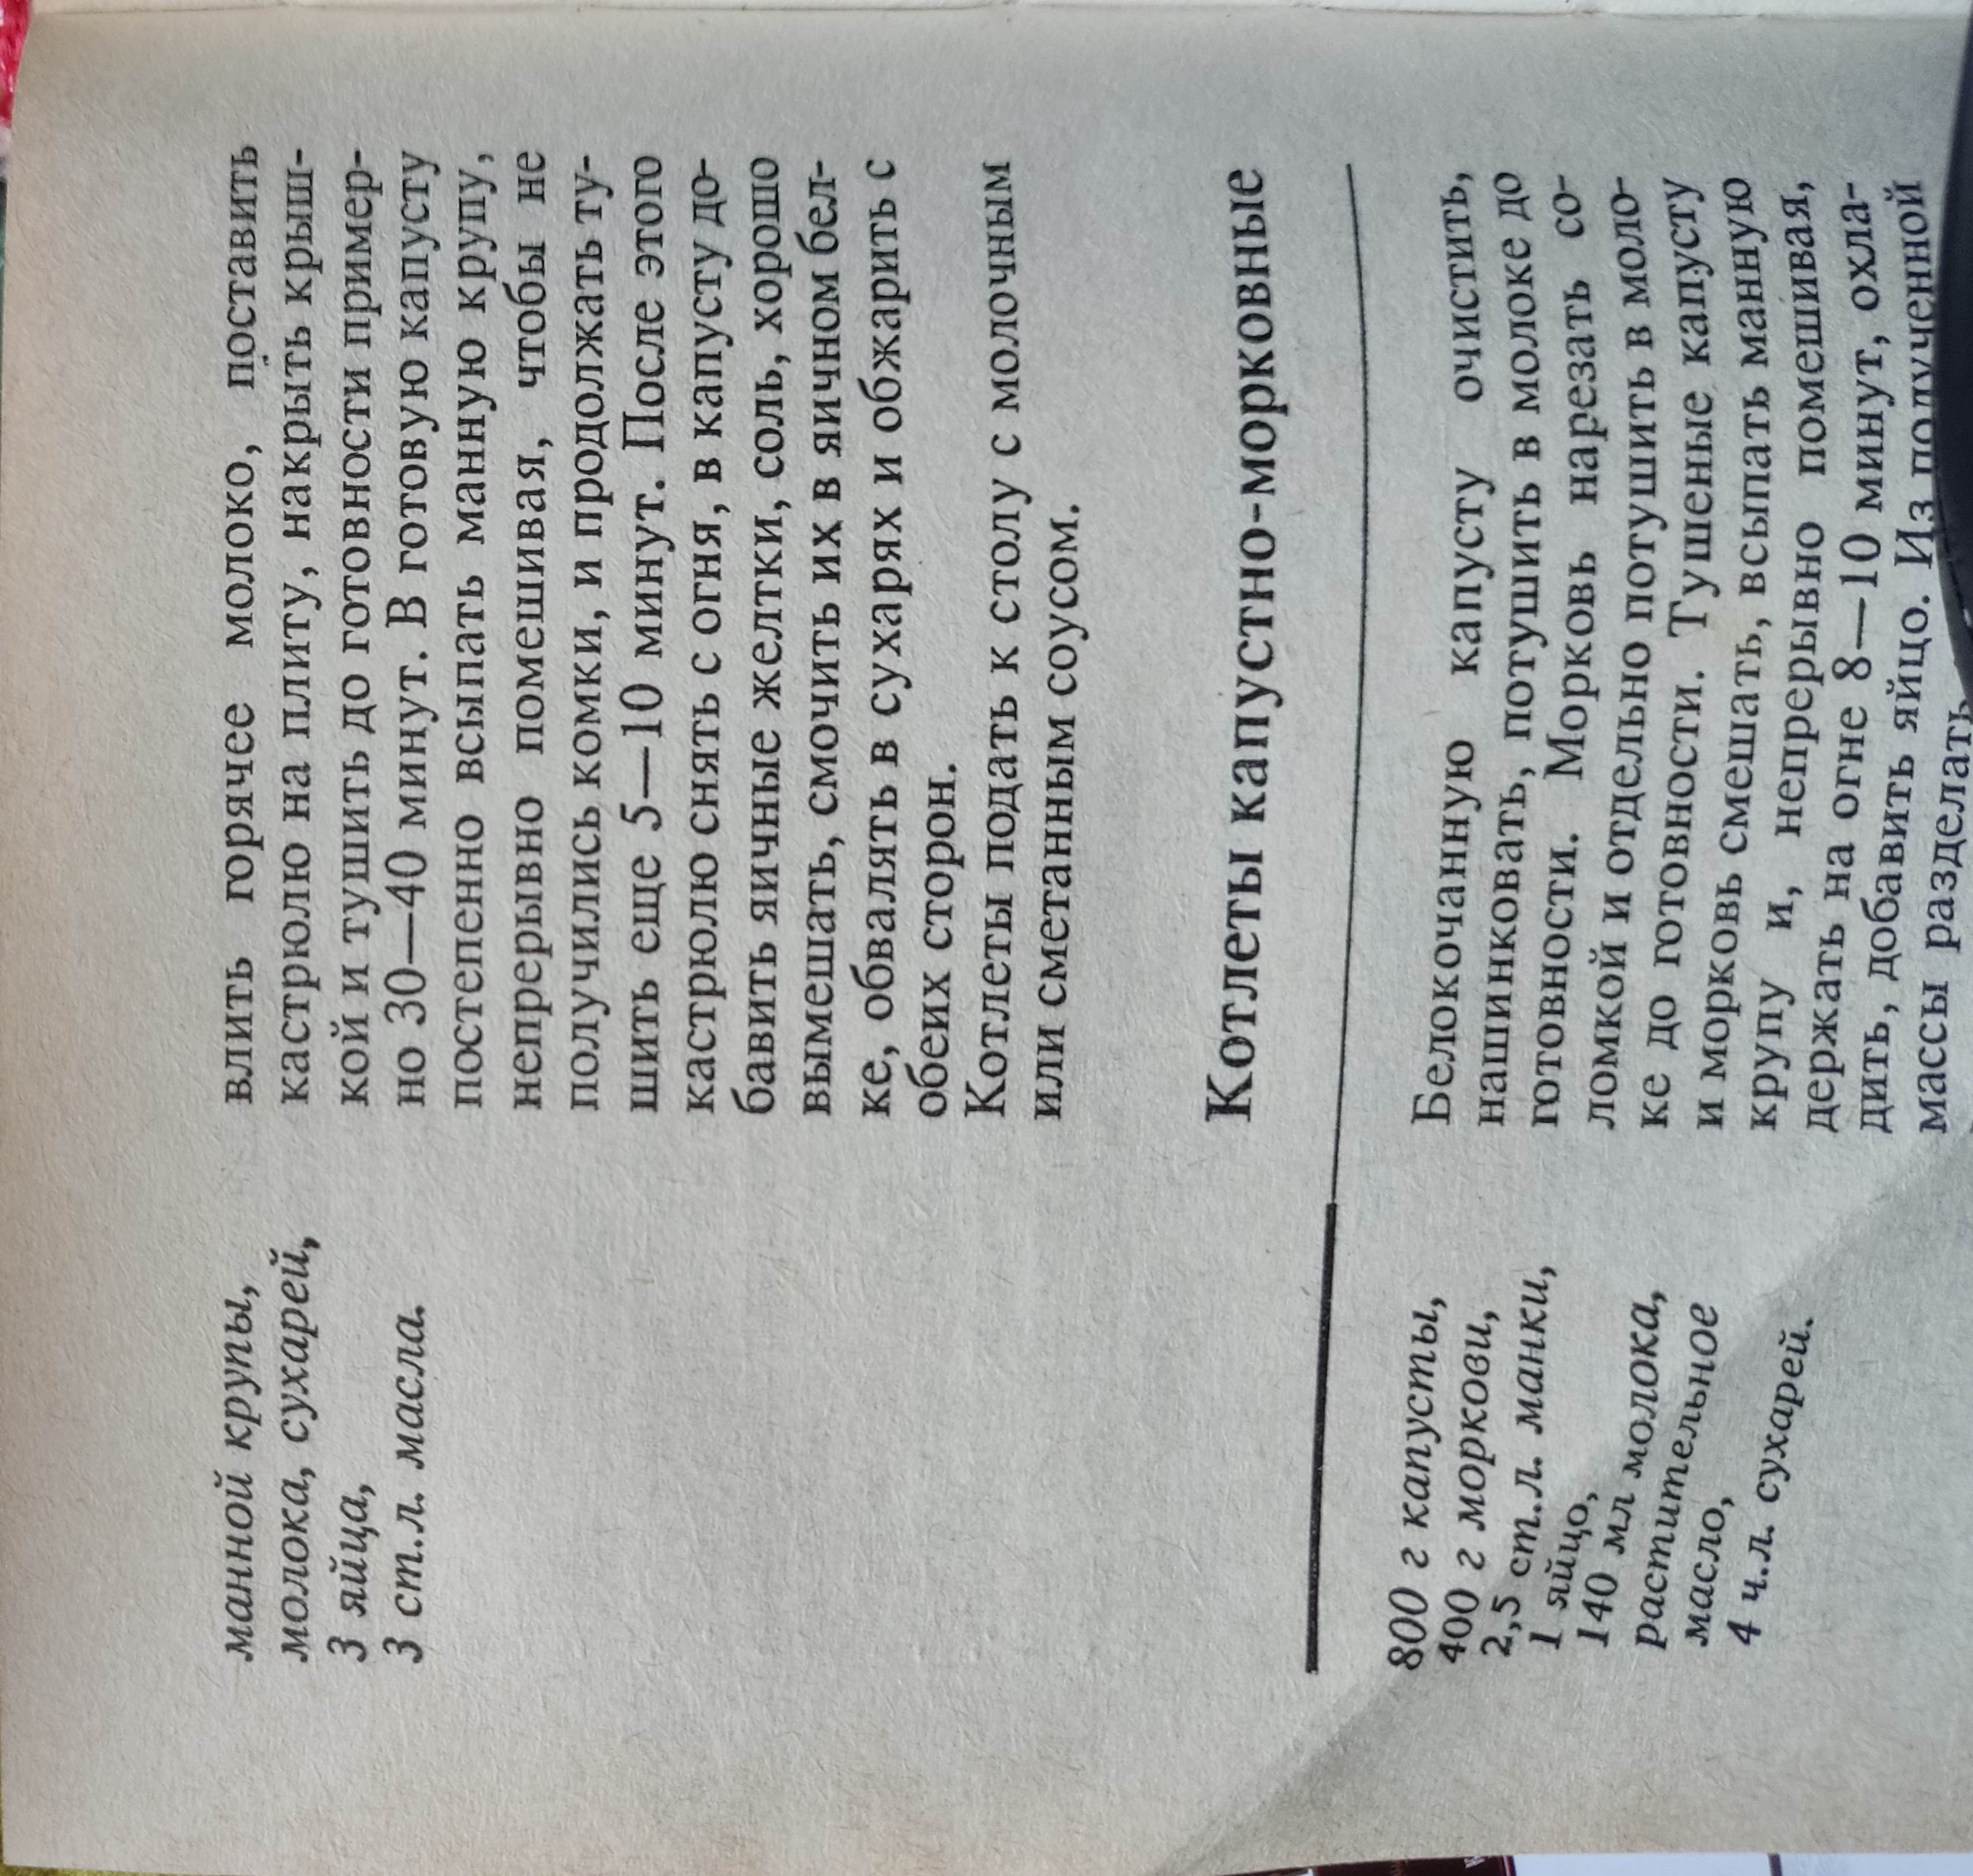 манной крупы,
молока, сухарей,
3 яйца,
3 ст.л. масла.
влить горячее молоко, поставить
кастрюлю на плиту, накрыть крыш-
кой и тушить до готовности пример-
но 30—40 минут. В готовую капусту
постепенно всыпать манную крупу,
непрерывно помешивая, чтобы не
получились комки, и продолжать ту-
шить еще 5—10 минут. После этого
кастрюлю снять с огня, в капусту до-
бавить яичные желтки, соль, хорошо
вымешать, смочить их в яичном бел-
ке, обвалять в сухарях и обжарить с
обеих сторон.
Котлеты подать к столу с молочным
или сметанным соусом.
Котлеты капустно-морковные
800 г капусты,
400 г моркови,
2,5 ст.л. манки,
1 яйцо,
140 мл молока,
растительное
масло,
4 ч.л. сухарей.
Белокочанную капусту очистить,
нашинковать, потушить в молоке до
готовности. Морковь нарезать со-
ломкой и отдельно потушить в моло-
ке до готовности. Тушеные капусту
и морковь смешать, всыпать манную
крупу и, непрерывно помешивая,
держать на огне 8—10 минут, охла-
дить, добавить яйцо. Из полученной
массы разделать